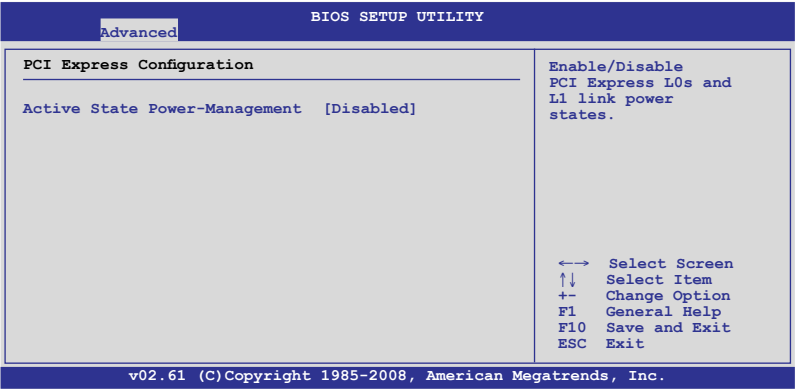 BIOS SETUP UTILITY
Advanced
PCI Express Configuration
Active State Power-Management [Disabled]
Enable/Disable
PCI Express L0s and
L1 link power
states.
←→ Select Screen
↑↓ Select Item
+- Change Option
F1 General Help
F10 Save and Exit
ESC Exit
v02.61 (C)Copyright 1985-2008, American Megatrends, Inc.